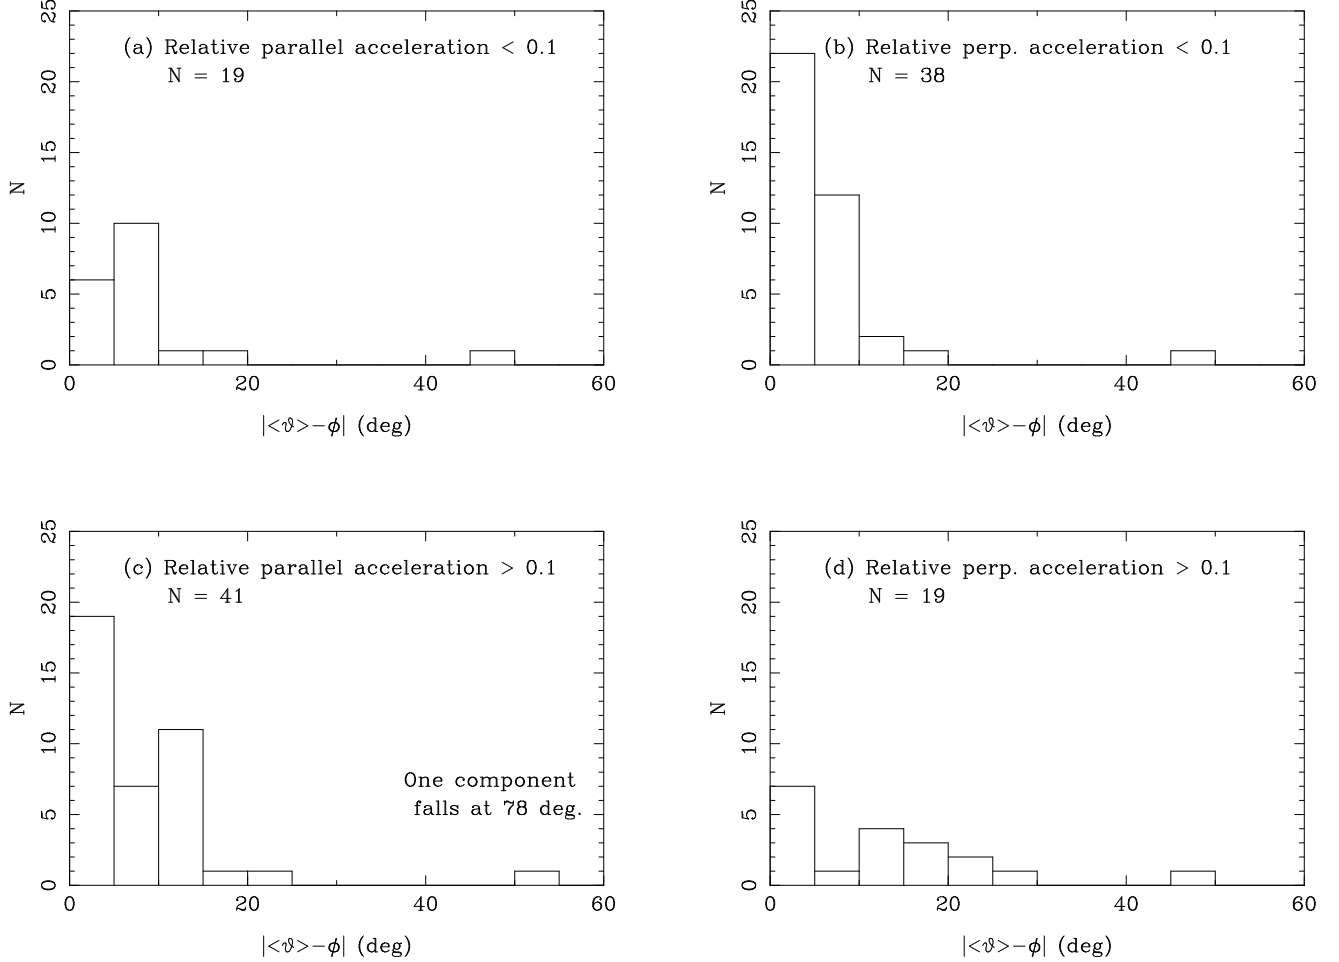 (a) Relative parallel acceleration < 0.1
N = 19
25
20
15
10
5
0
N
0 20 40 60
|<ϑ>−ϕ| (deg)
(b) Relative perp. acceleration < 0.1
N = 38
25
20
15
10
5
0
N
0 20 40 60
|<ϑ>−ϕ| (deg)
(c) Relative parallel acceleration > 0.1
N = 41
One component
falls at 78 deg.
25
20
15
10
5
0
N
0 20 40 60
|<ϑ>−ϕ| (deg)
(d) Relative perp. acceleration > 0.1
N = 19
25
20
15
10
5
0
N
0 20 40 60
|<ϑ>−ϕ| (deg)